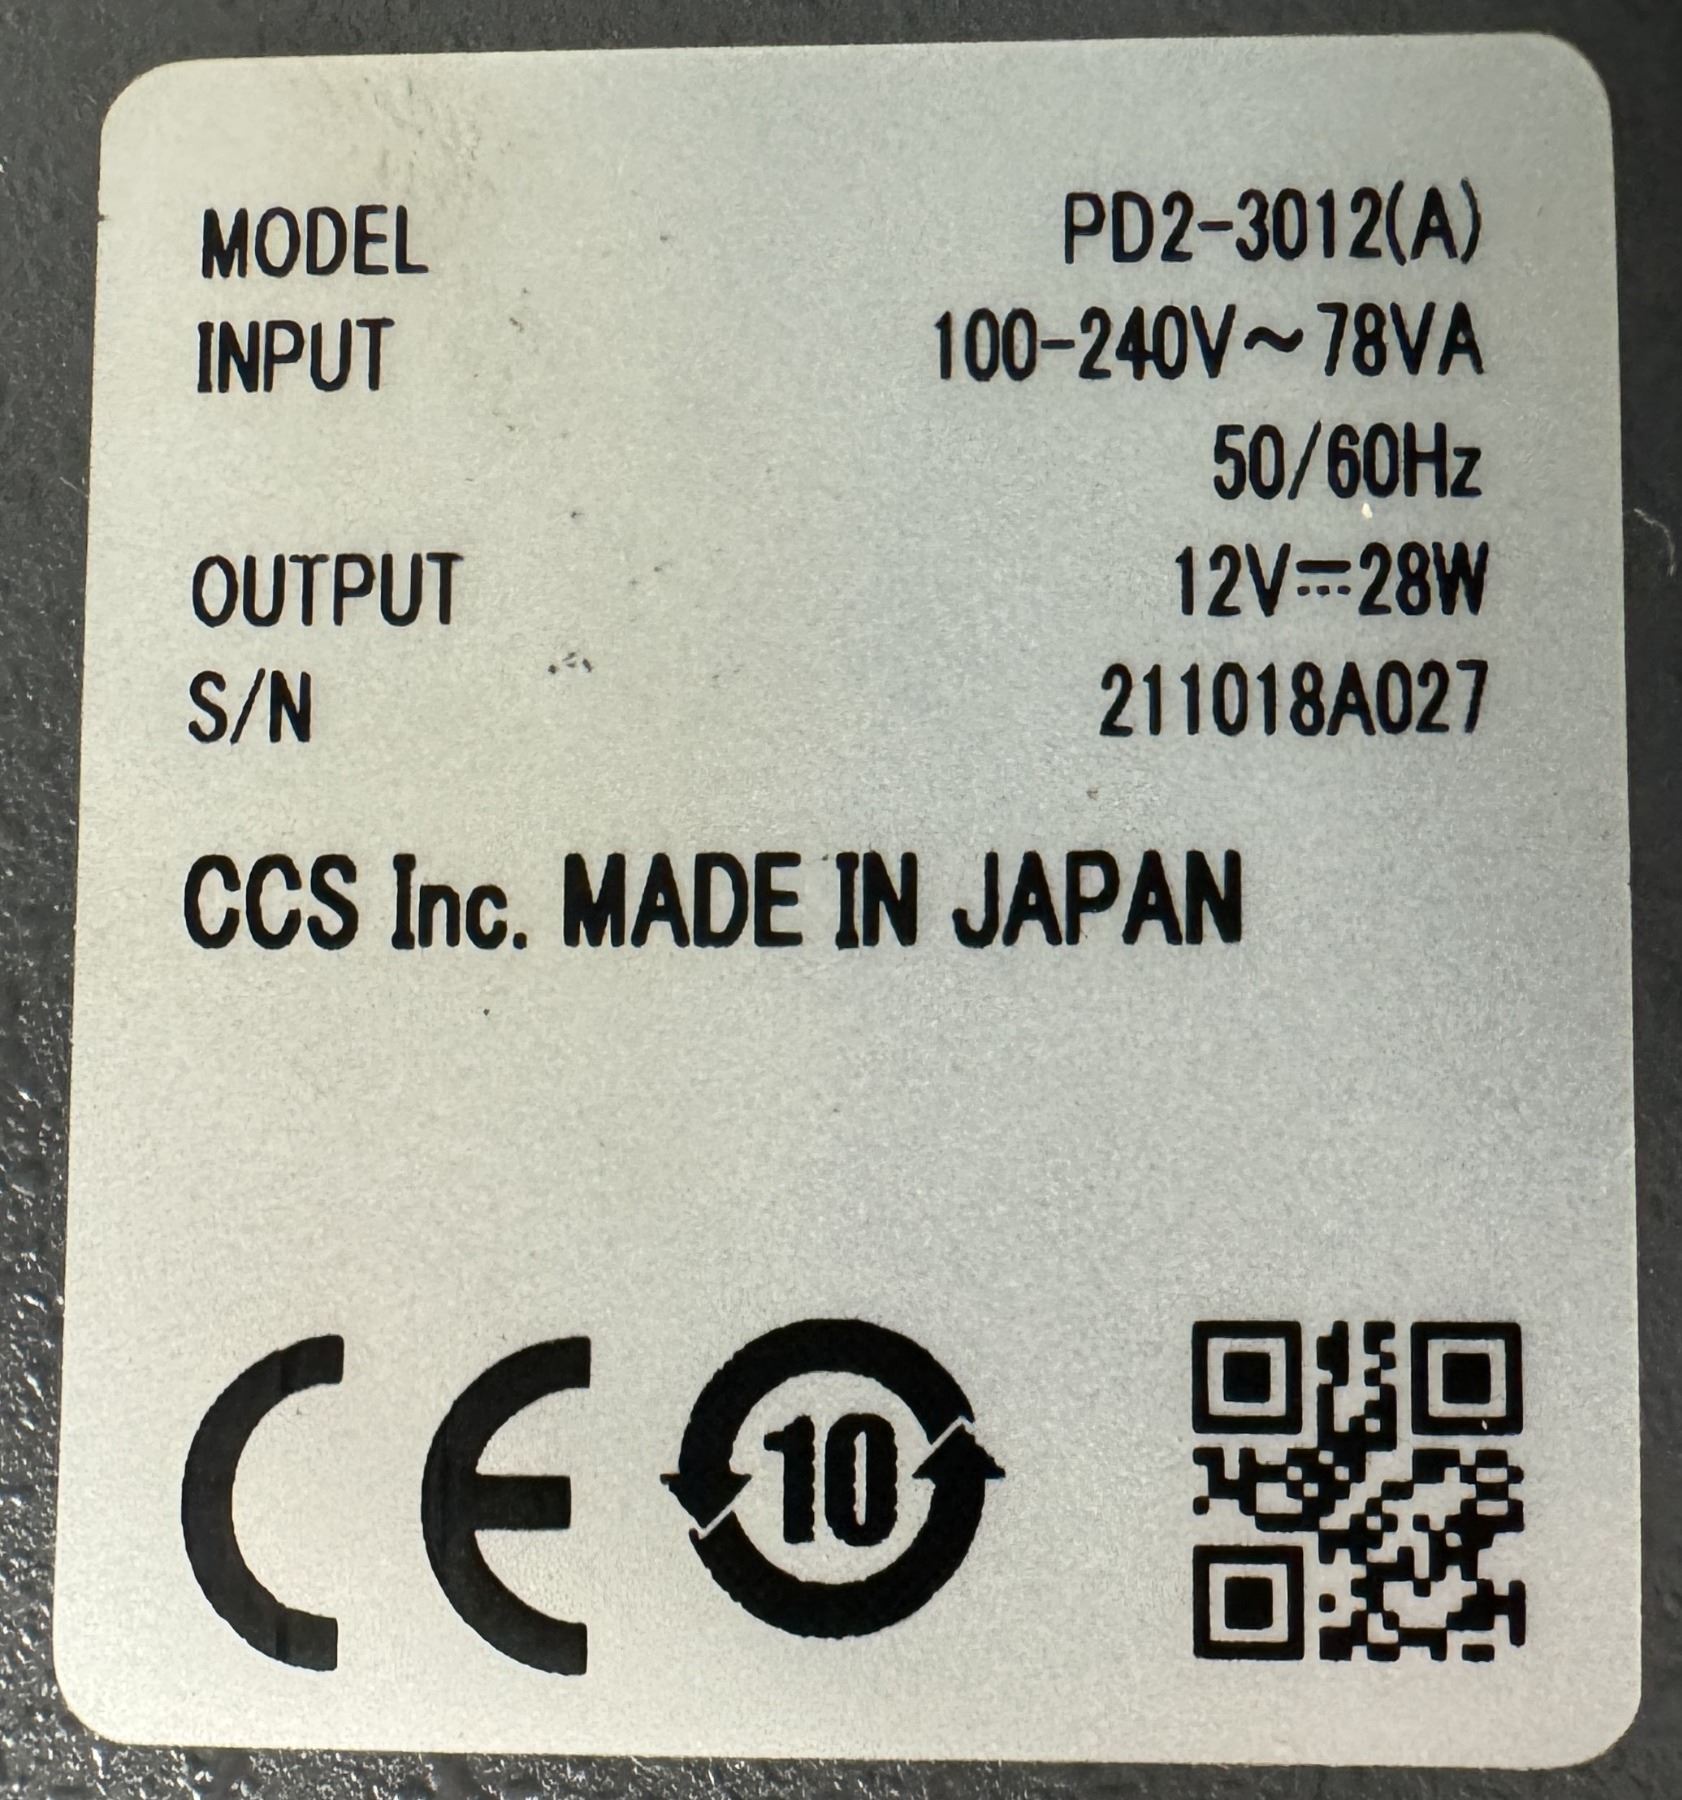 MODEL PD2-3012(A)
INPUT 100-240V~78VA
50/60Hz
OUTPUT 12V⎓28W
S/N 211018A027
CCS Inc. MADE IN JAPAN
CE 10